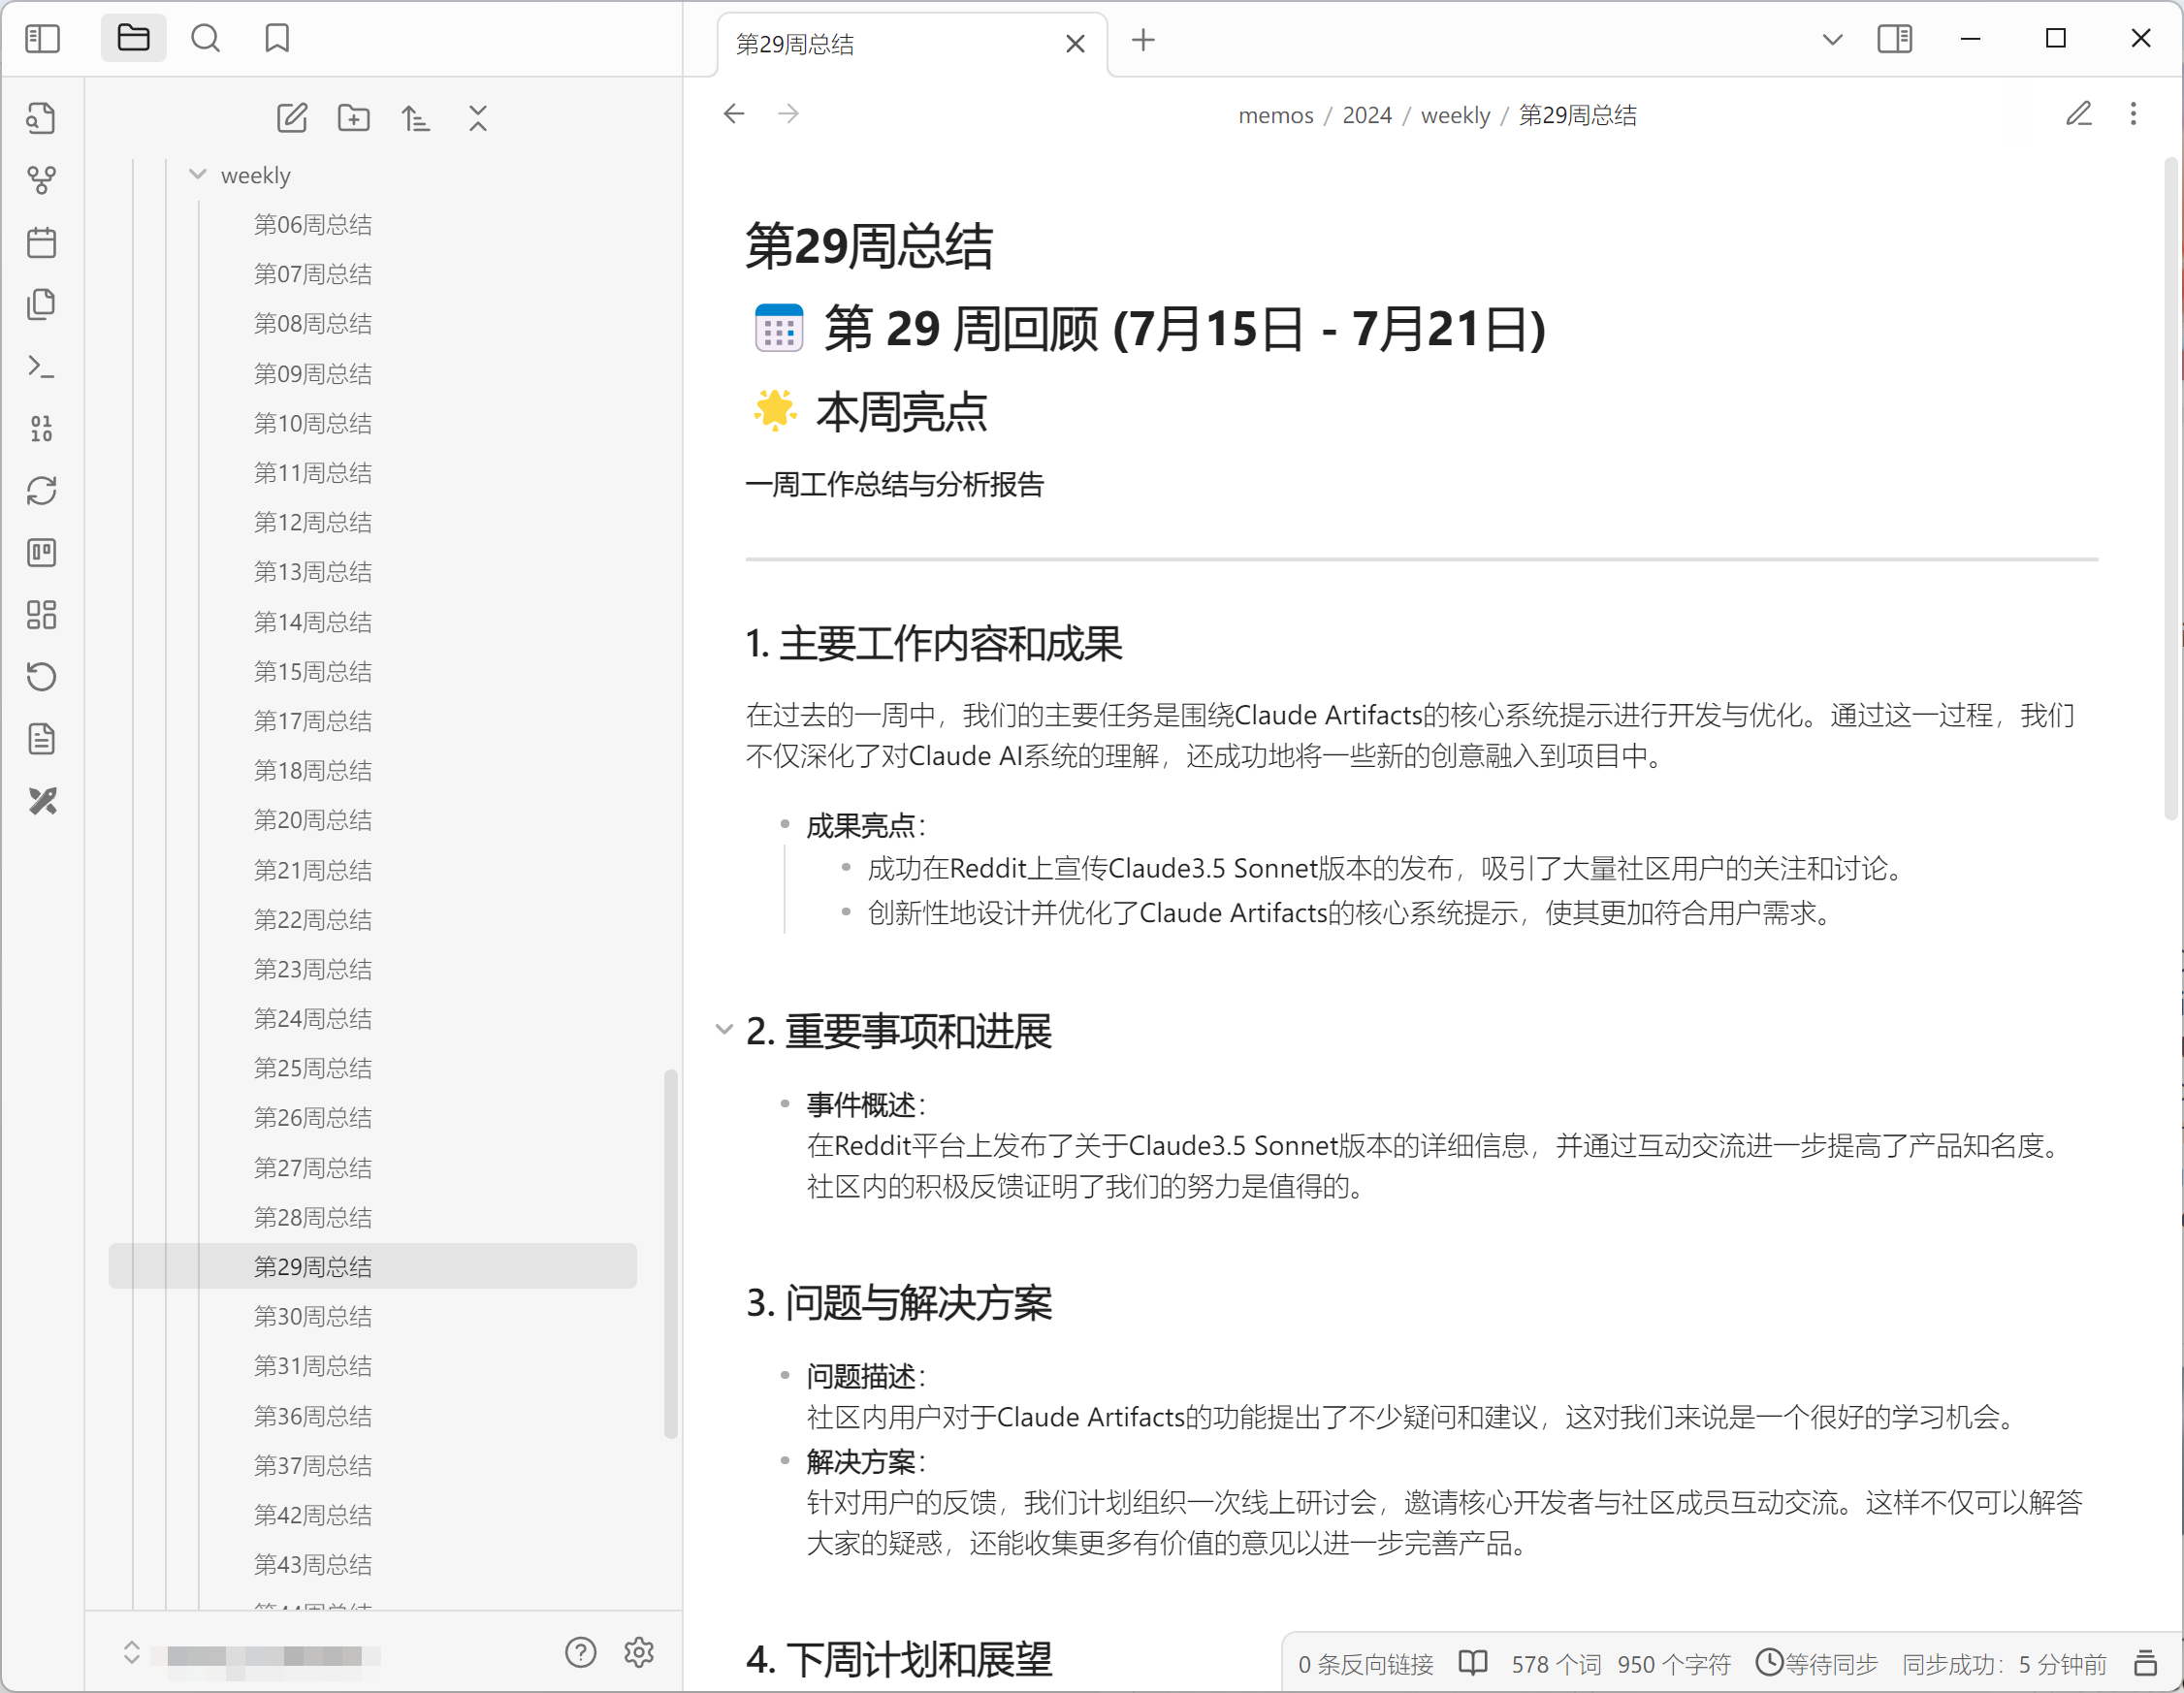 第29周总结
memos / 2024 / weekly / 第29周总结
weekly
第06周总结
第07周总结
第08周总结
第09周总结
第10周总结
第11周总结
第12周总结
第13周总结
第14周总结
第15周总结
第17周总结
第18周总结
第20周总结
第21周总结
第22周总结
第23周总结
第24周总结
第25周总结
第26周总结
第27周总结
第28周总结
第29周总结
第30周总结
第31周总结
第36周总结
第37周总结
第42周总结
第43周总结
第29周总结
第 29 周回顾 (7月15日 - 7月21日)
本周亮点
一周工作总结与分析报告
1. 主要工作内容和成果
在过去的一周中，我们的主要任务是围绕Claude Artifacts的核心系统提示进行开发与优化。通过这一过程，我们
不仅深化了对Claude AI系统的理解，还成功地将一些新的创意融入到项目中。
成果亮点：
成功在Reddit上宣传Claude3.5 Sonnet版本的发布，吸引了大量社区用户的关注和讨论。
创新性地设计并优化了Claude Artifacts的核心系统提示，使其更加符合用户需求。
2. 重要事项和进展
事件概述：
在Reddit平台上发布了关于Claude3.5 Sonnet版本的详细信息，并通过互动交流进一步提高了产品知名度。
社区内的积极反馈证明了我们的努力是值得的。
3. 问题与解决方案
问题描述：
社区内用户对于Claude Artifacts的功能提出了不少疑问和建议，这对我们来说是一个很好的学习机会。
解决方案：
针对用户的反馈，我们计划组织一次线上研讨会，邀请核心开发者与社区成员互动交流。这样不仅可以解答
大家的疑惑，还能收集更多有价值的意见以进一步完善产品。
4. 下周计划和展望
0 条反向链接 578 个词 950 个字符 等待同步 同步成功：5 分钟前